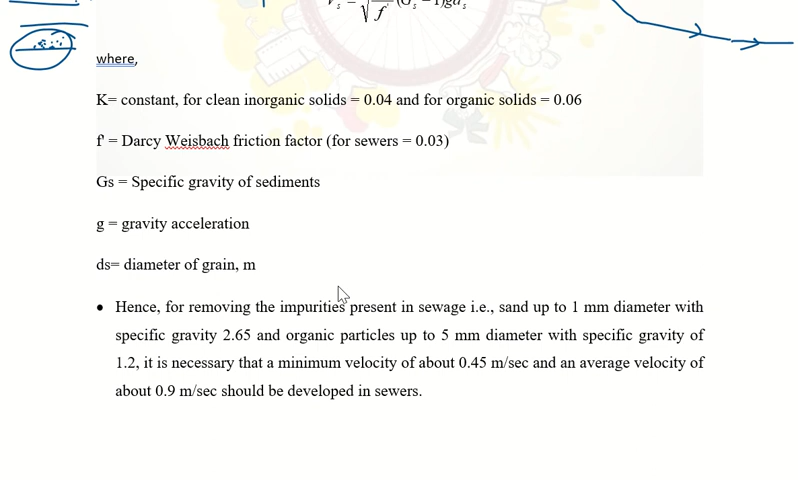 where,
K= constant, for clean inorganic solids = 0.04 and for organic solids = 0.06
f' = Darcy Weisbach friction factor (for sewers = 0.03)
Gs = Specific gravity of sediments
g = gravity acceleration
ds= diameter of grain, m
• Hence, for removing the impurities present in sewage i.e., sand up to 1 mm diameter with
specific gravity 2.65 and organic particles up to 5 mm diameter with specific gravity of
1.2, it is necessary that a minimum velocity of about 0.45 m/sec and an average velocity of
about 0.9 m/sec should be developed in sewers.